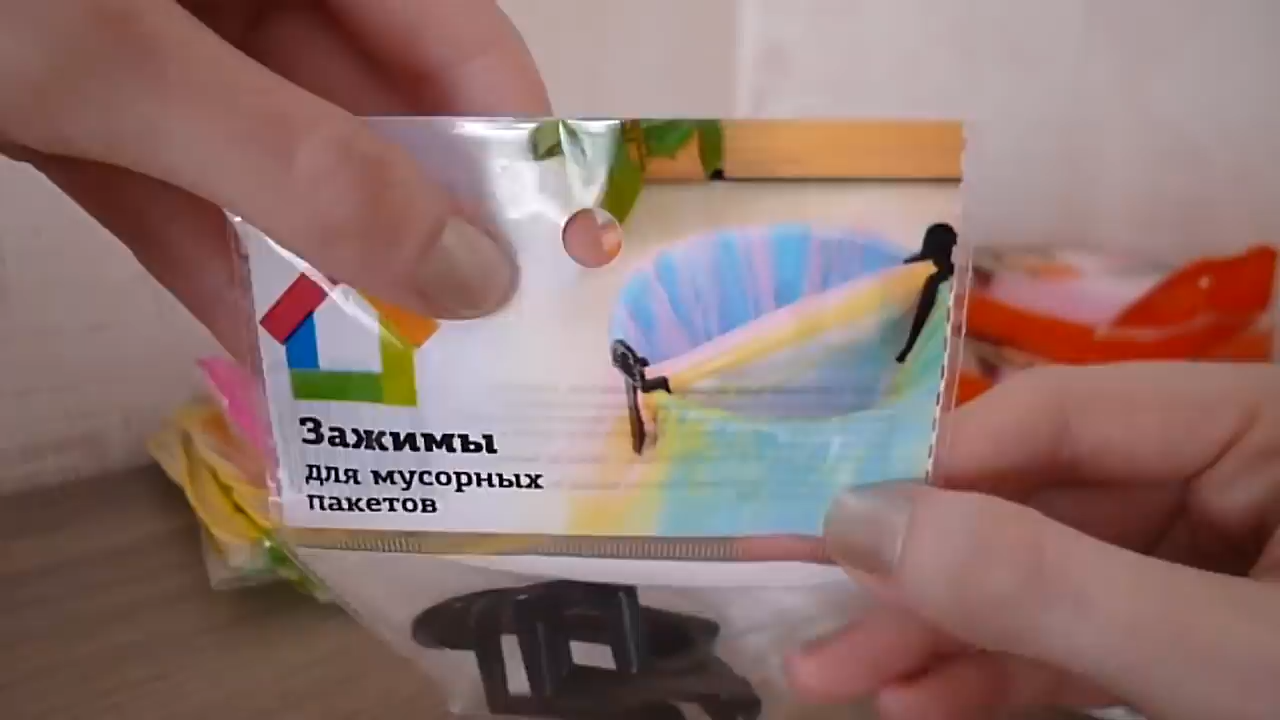 Зажимы
для мусорных
пакетов